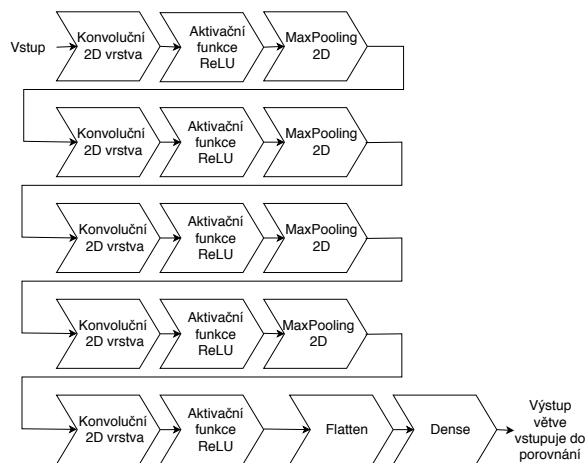 Vstup
Konvoluční
2D vrstva
Aktivační
funkce
ReLU
MaxPooling
2D
Konvoluční
2D vrstva
Aktivační
funkce
ReLU
MaxPooling
2D
Konvoluční
2D vrstva
Aktivační
funkce
ReLU
MaxPooling
2D
Konvoluční
2D vrstva
Aktivační
funkce
ReLU
MaxPooling
2D
Konvoluční
2D vrstva
Aktivační
funkce
ReLU
Flatten
Dense
Výstup
větve
vstupuje do
porovnání